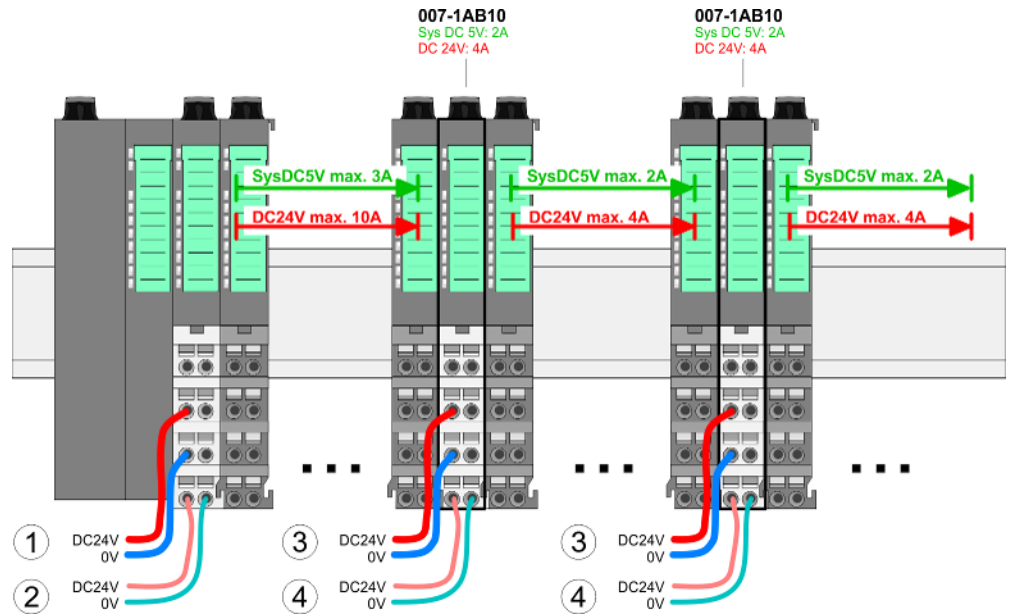 007-1AB10
Sys DC 5V: 2A
DC 24V: 4A
007-1AB10
Sys DC 5V: 2A
DC 24V: 4A
SysDC5V max. 3A
SysDC5V max. 2A
SysDC5V max. 2A
DC24V max. 10A
DC24V max. 4A
DC24V max. 4A
1
DC24V
0V
3
DC24V
0V
3
DC24V
0V
2
DC24V
0V
4
DC24V
0V
4
DC24V
0V